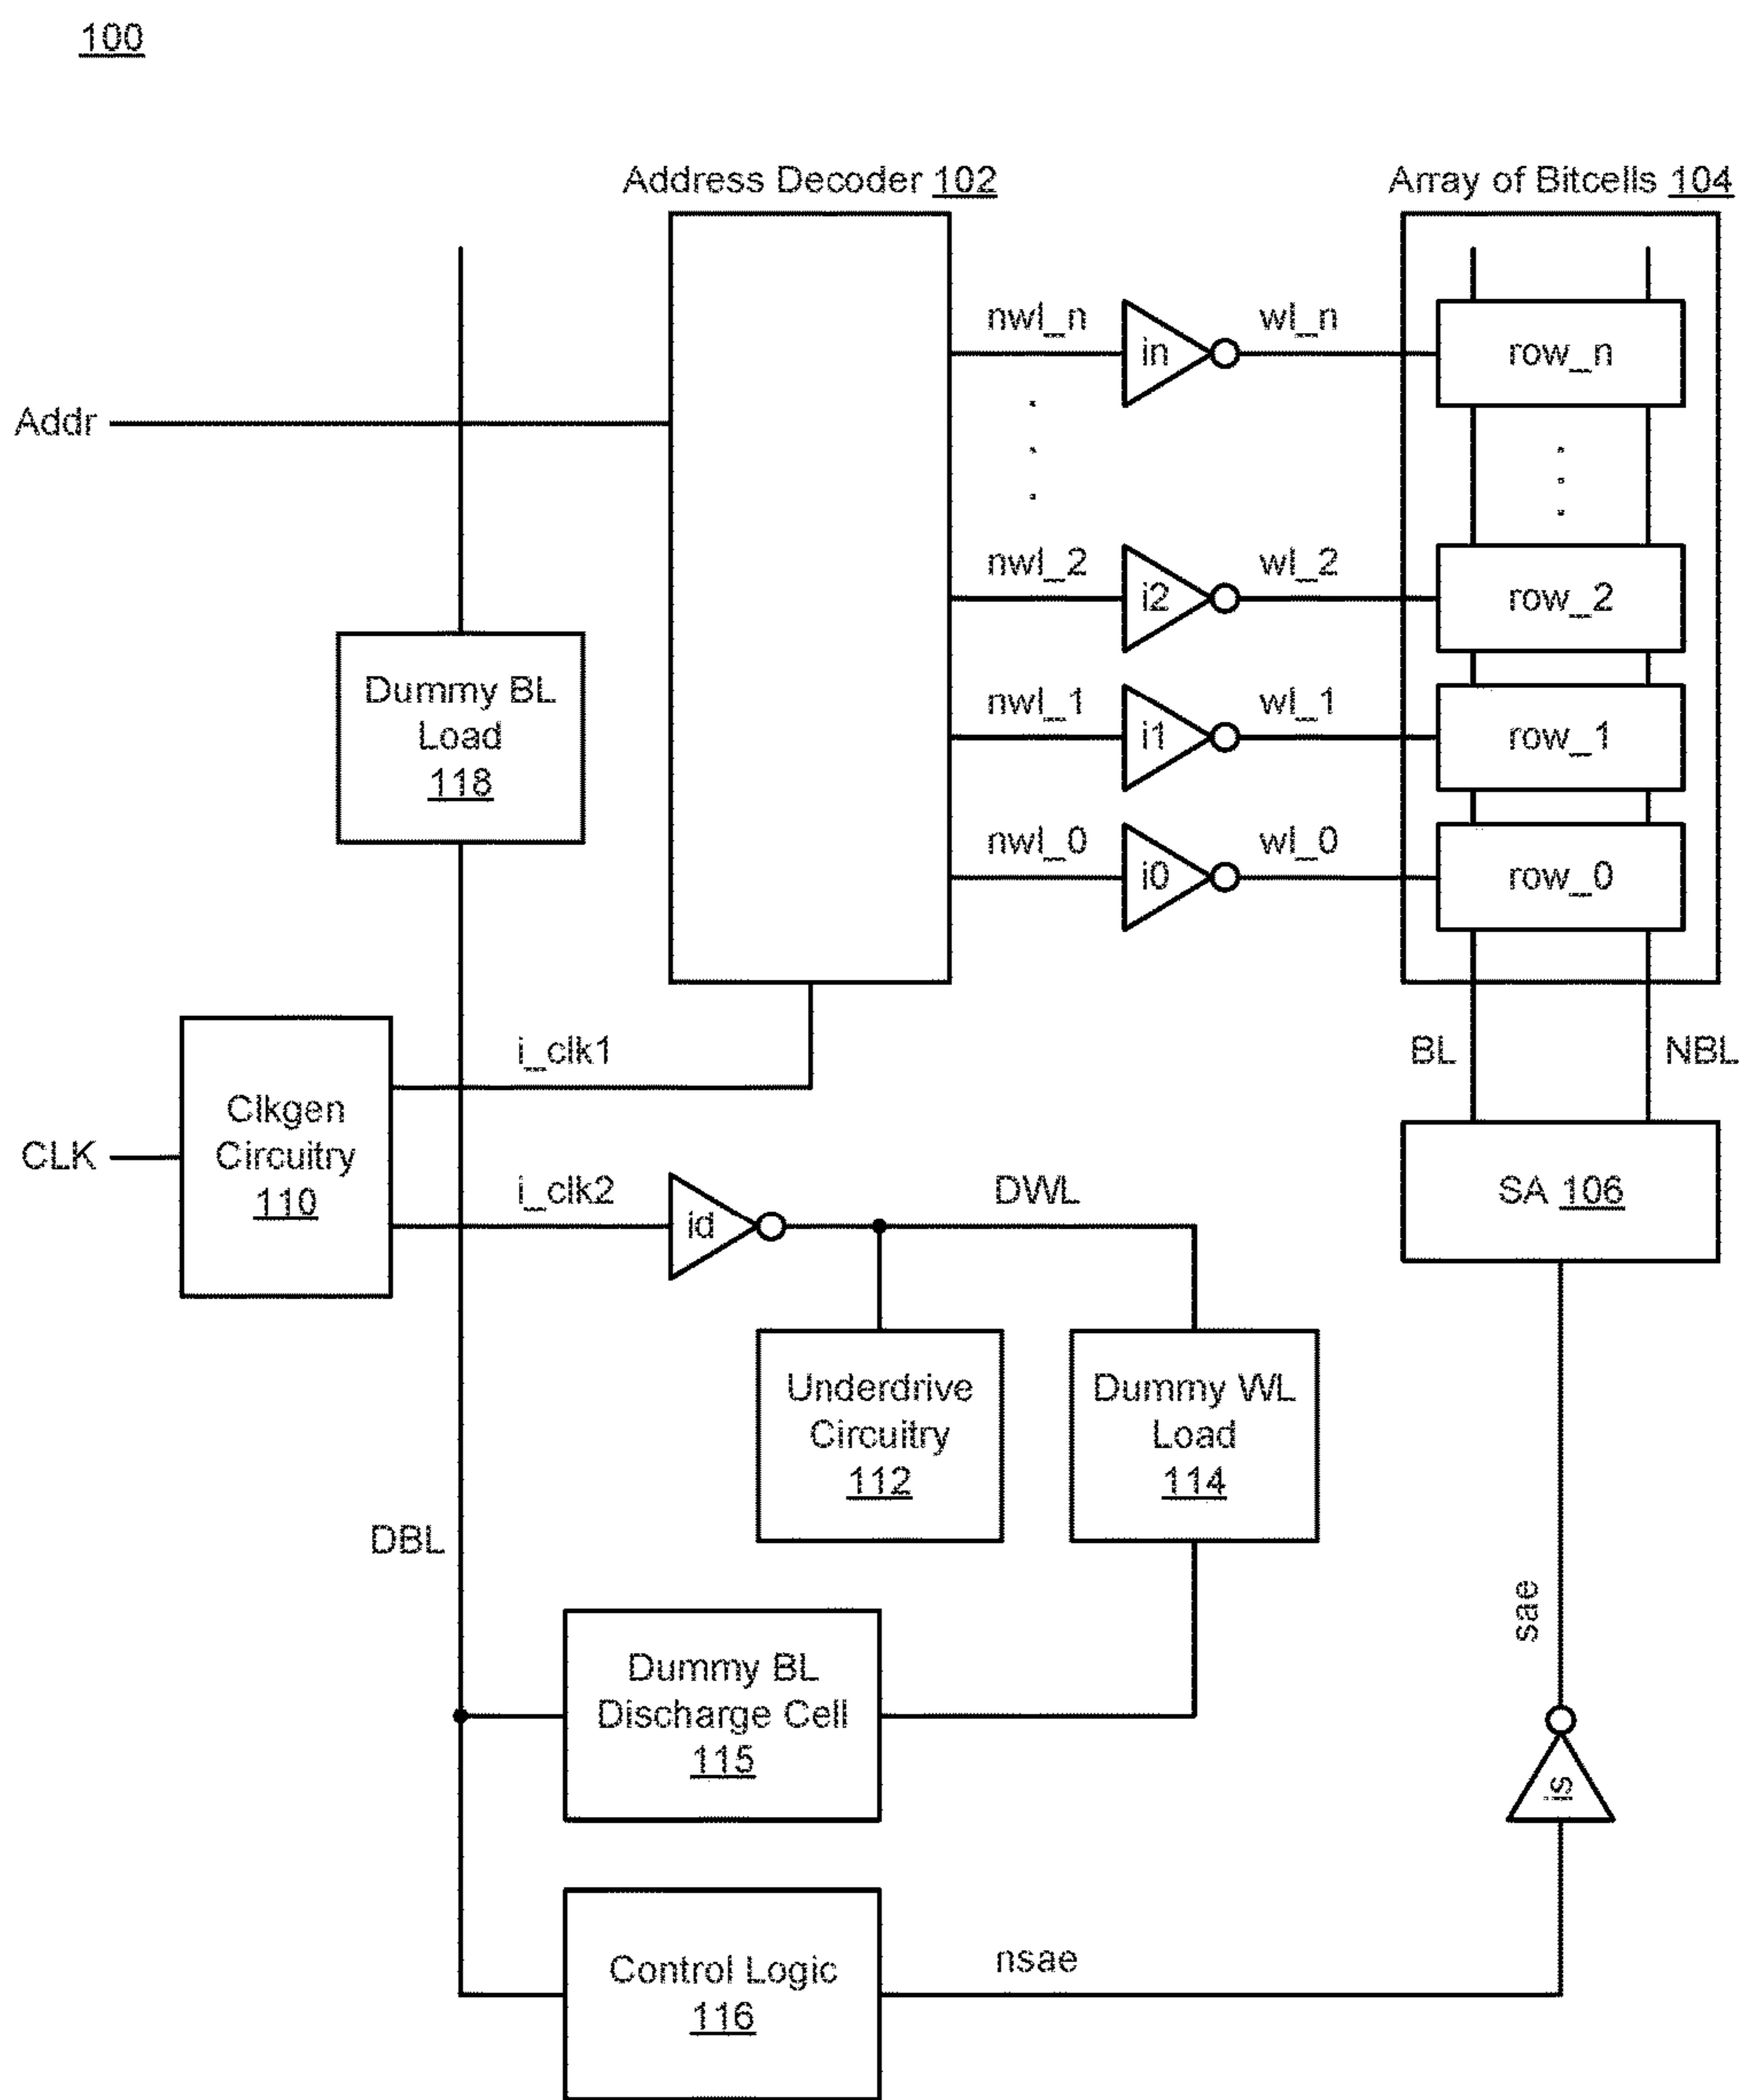 100
Address Decoder 102
Array of Bitcells 104
nwl_n
in
wl_n
row_n
Addr
nwl_2
i2
wl_2
row_2
Dummy BL
Load
118
nwl_1
i1
wl_1
row_1
nwl_0
i0
wl_0
row_0
i_clk1
BL
NBL
Clkgen
Circuitry
110
CLK
i_clk2
id
DWL
SA 106
Underdrive
Circuitry
112
Dummy WL
Load
114
DBL
sae
Dummy BL
Discharge Cell
115
is
Control Logic
116
nsae